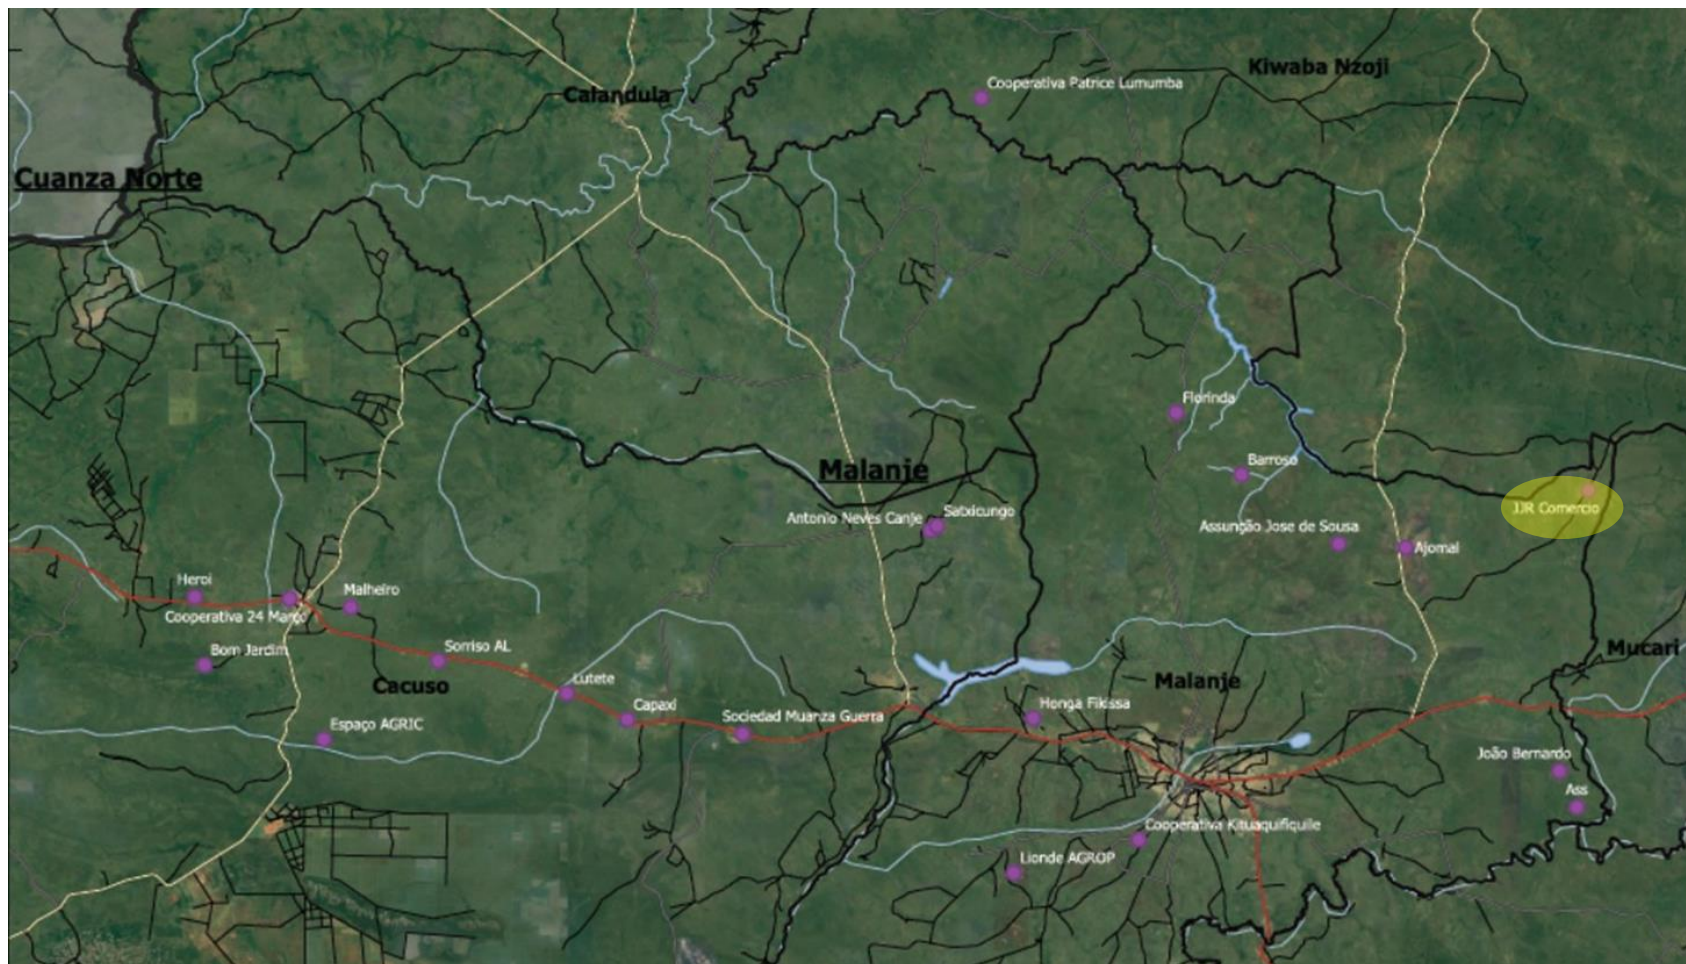 Cooperativa Patrice Lumumba
Kiwaba Nzoji
Calandula
Cuanza Norte
Florinda
Barroso
Malanje
Antonio Neves Canje
Satxicungo
Assunção Jose de Sousa
JJR Comercio
Ajomal
Heroi
Malheiro
Cooperativa 24 Março
Bom Jardim
Sorriso AL
Mucari
Cacuso
Lutete
Malanje
Capaxi
Honga Fikissa
Sociedad Muanza Guerra
Espaço AGRIC
João Bernardo
Ass
Cooperativa Kituaquifiquile
Lionde AGROP